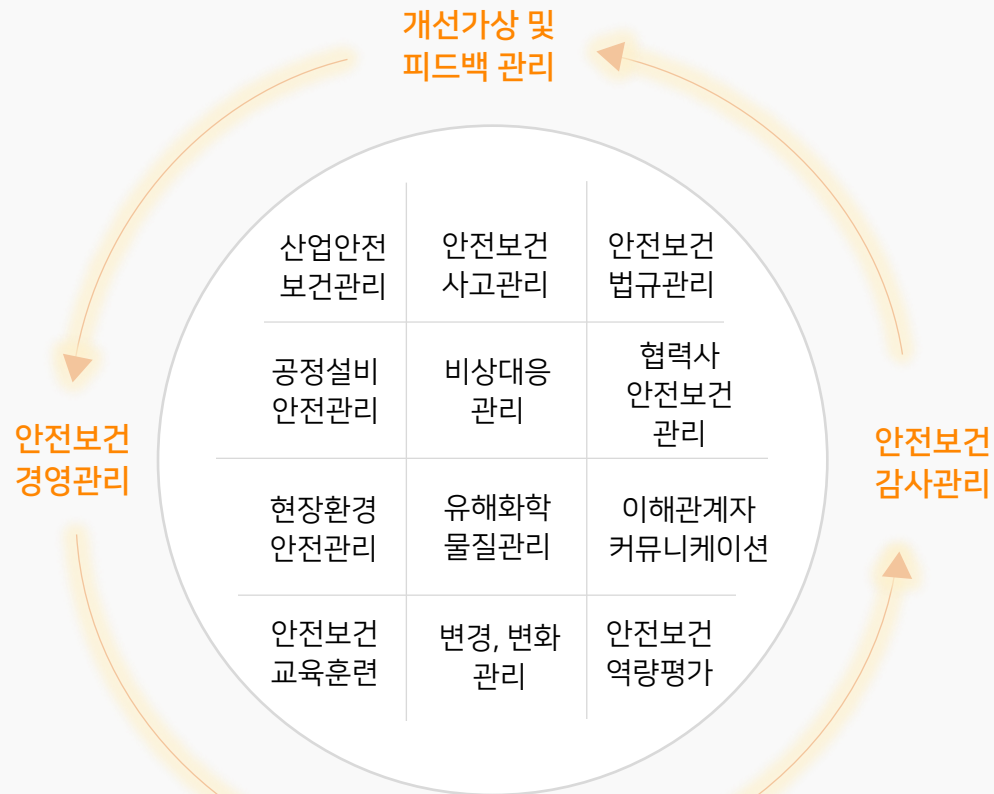 개선가상 및
피드백 관리
산업안전
보건관리
안전보건
사고관리
안전보건
법규관리
공정설비
안전관리
비상대응
관리
협력사
안전보건
관리
안전보건
경영관리
안전보건
감사관리
현장환경
안전관리
유해화학
물질관리
이해관계자
커뮤니케이션
안전보건
교육훈련
변경, 변화
관리
안전보건
역량평가